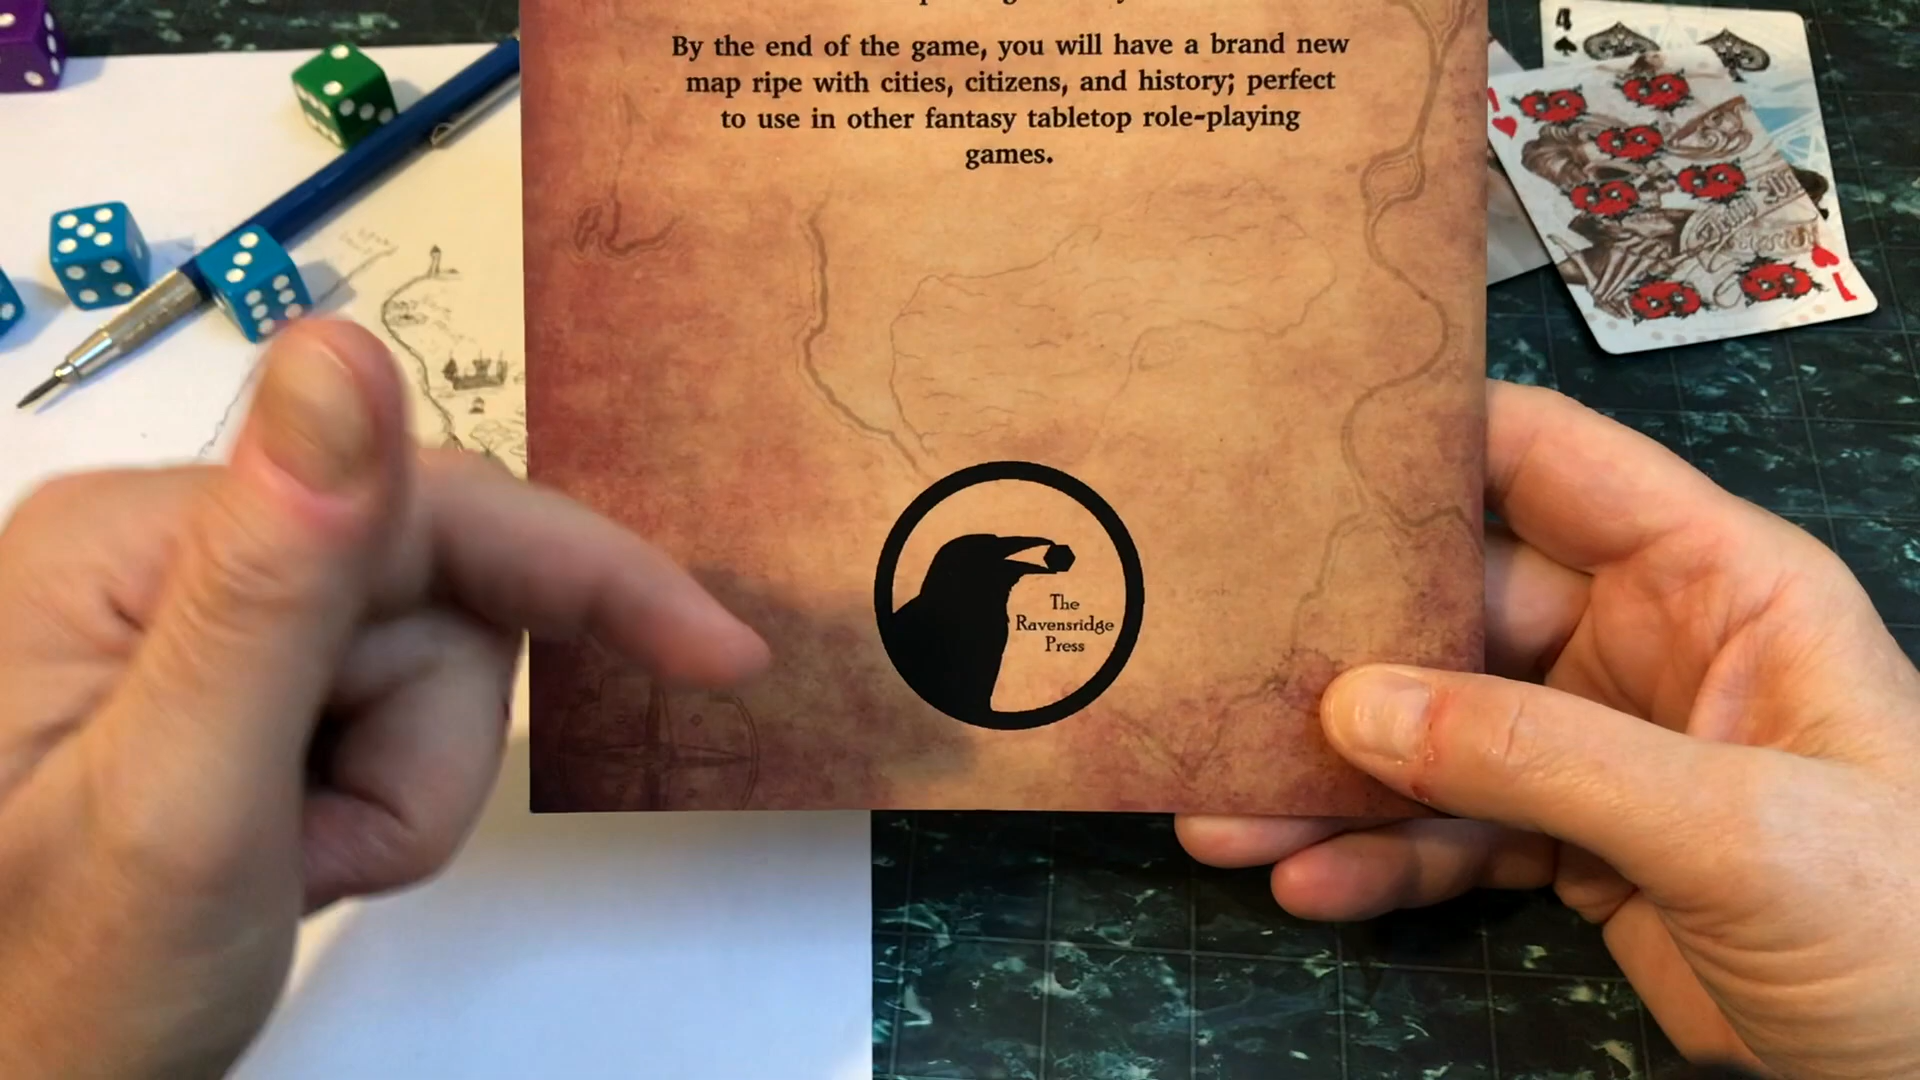 By the end of the game, you will have a brand new
map ripe with cities, citizens, and history; perfect
to use in other fantasy tabletop role-playing
games.
The
Ravensridge
Press
4